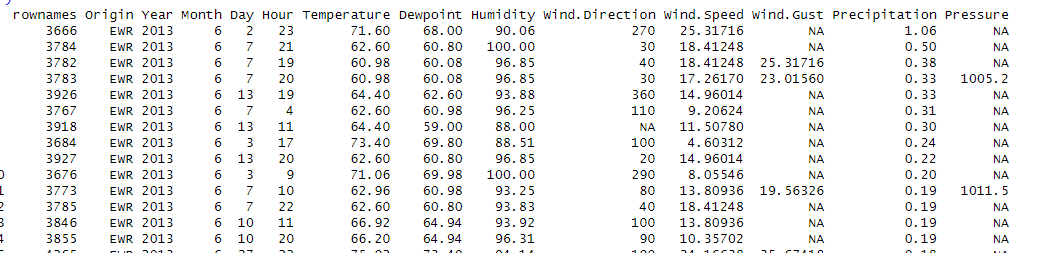 rownames Origin Year Month Day Hour Temperature Dewpoint Humidity Wind.Direction Wind.Speed Wind.Gust Precipitation Pressure
3666 EWR 2013 6 2 23 71.60 68.00 90.06 270 25.31716 NA 1.06 NA
3784 EWR 2013 6 7 21 62.60 60.80 100.00 30 18.41248 NA 0.50 NA
3782 EWR 2013 6 7 19 60.98 60.08 96.85 40 18.41248 25.31716 0.38 NA
3783 EWR 2013 6 7 20 60.98 60.08 96.85 30 17.26170 23.01560 0.33 1005.2
3926 EWR 2013 6 13 19 64.40 62.60 93.88 360 14.96014 NA 0.33 NA
3767 EWR 2013 6 7 4 62.60 60.98 96.25 110 9.20624 NA 0.31 NA
3918 EWR 2013 6 13 11 64.40 59.00 88.00 NA 11.50780 NA 0.30 NA
3684 EWR 2013 6 3 17 73.40 69.80 88.51 100 4.60312 NA 0.24 NA
3927 EWR 2013 6 13 20 62.60 60.80 96.85 20 14.96014 NA 0.22 NA
0 3676 EWR 2013 6 3 9 71.06 69.98 100.00 290 8.05546 NA 0.20 NA
1 3773 EWR 2013 6 7 10 62.96 60.98 93.25 80 13.80936 19.56326 0.19 1011.5
2 3785 EWR 2013 6 7 22 62.60 60.80 93.83 40 18.41248 NA 0.19 NA
3 3846 EWR 2013 6 10 11 66.92 64.94 93.92 100 13.80936 NA 0.19 NA
4 3855 EWR 2013 6 10 20 66.20 64.94 96.31 90 10.35702 NA 0.19 NA